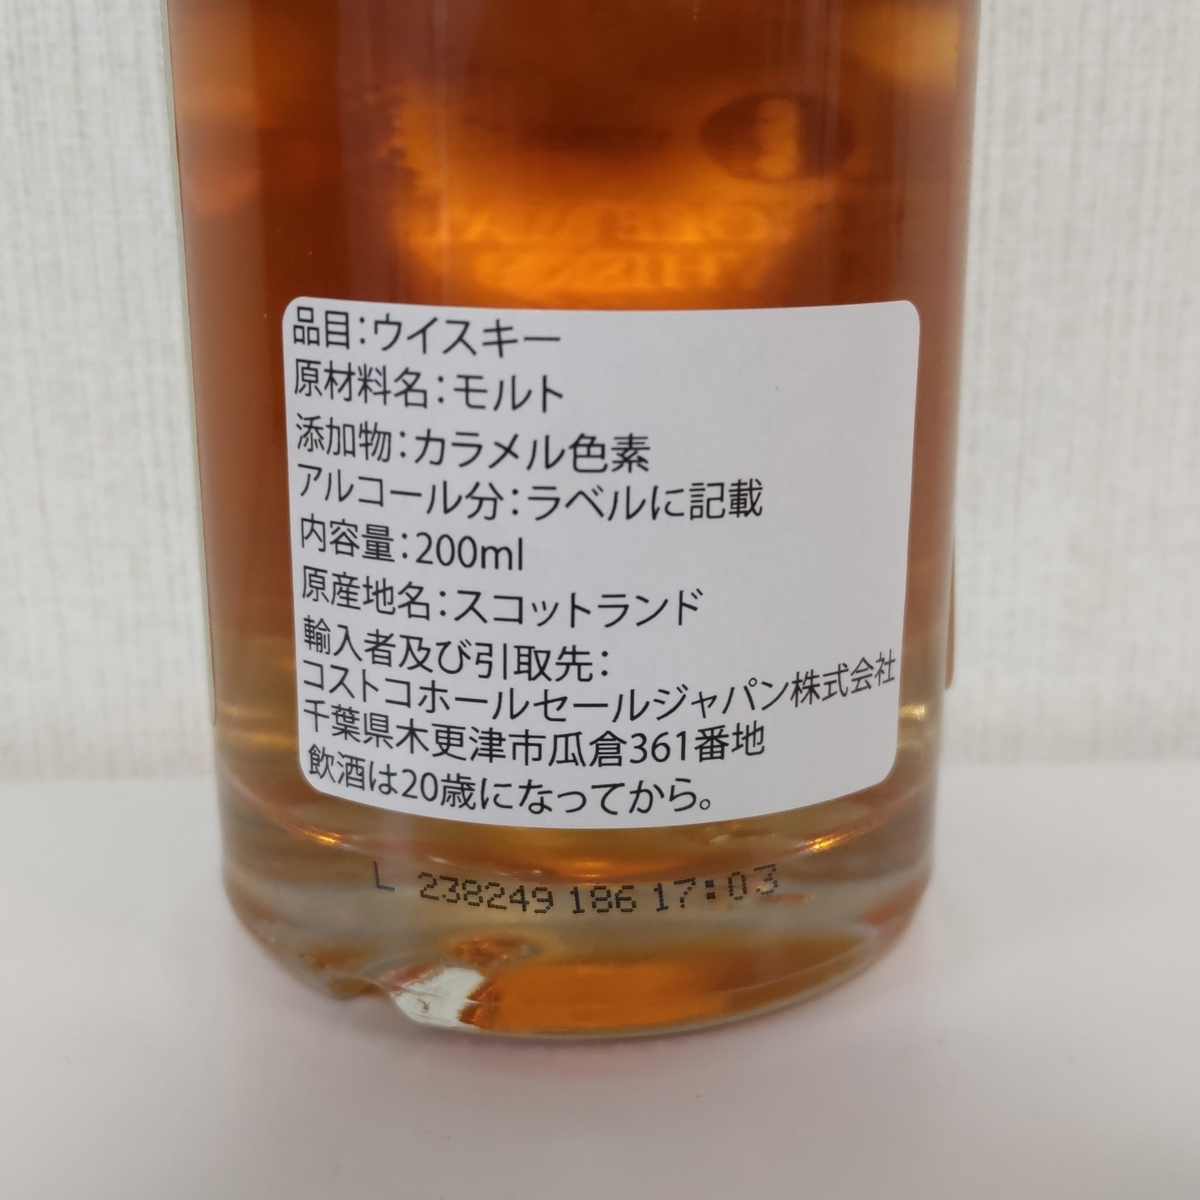 品目：ウイスキー
原材料名：モルト
添加物：カラメル色素
アルコール分：ラベルに記載
内容量：200ml
原産地名：スコットランド
輸入者及び引取先：
コストコホールセールジャパン株式会社
千葉県木更津市瓜倉361番地
飲酒は20歳になってから。
L 238249 186 17:03